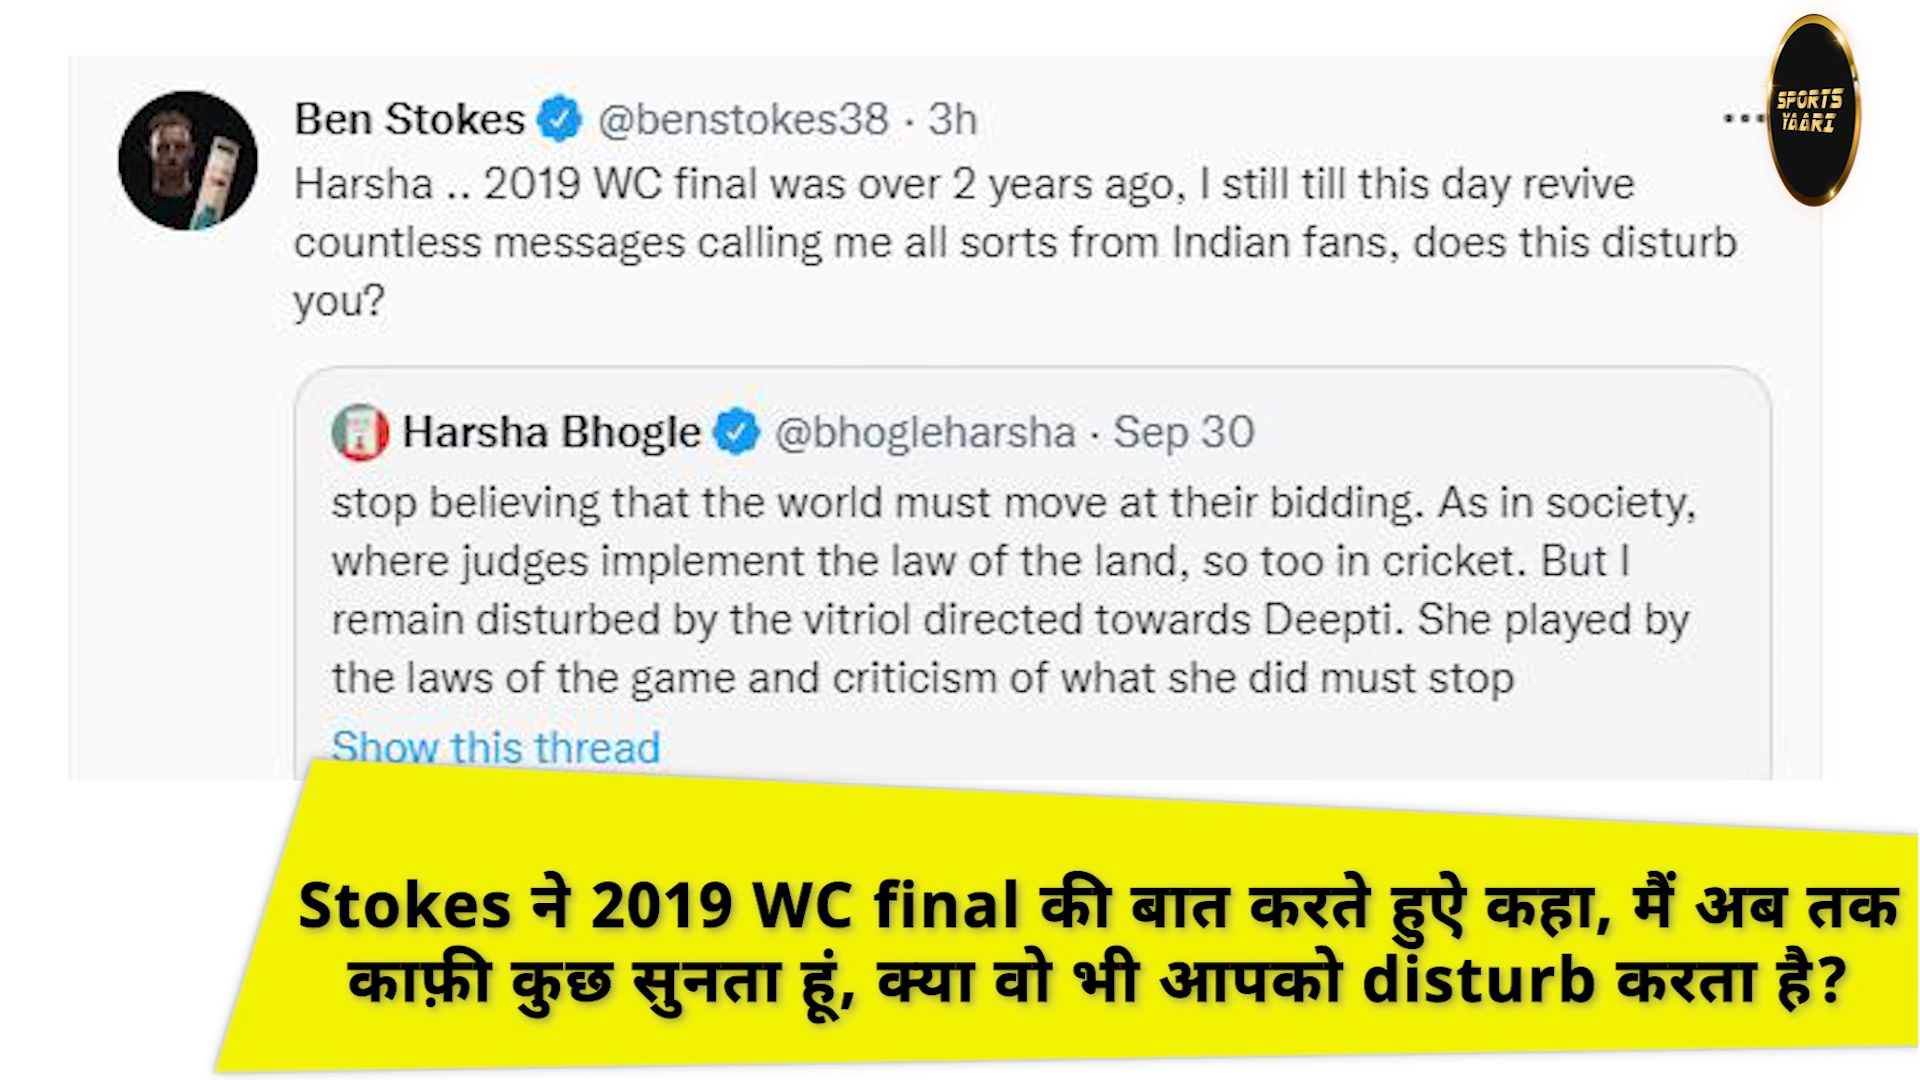 Ben Stokes @benstokes38 · 3h
SPORTS
YAARI
Harsha .. 2019 WC final was over 2 years ago, I still till this day revive
countless messages calling me all sorts from Indian fans, does this disturb
you?
Harsha Bhogle @bhogleharsha · Sep 30
stop believing that the world must move at their bidding. As in society,
where judges implement the law of the land, so too in cricket. But I
remain disturbed by the vitriol directed towards Deepti. She played by
the laws of the game and criticism of what she did must stop
Show this thread
Stokes ने 2019 WC final की बात करते हुऐ कहा, मैं अब तक
काफ़ी कुछ सुनता हूं, क्या वो भी आपको disturb करता है?